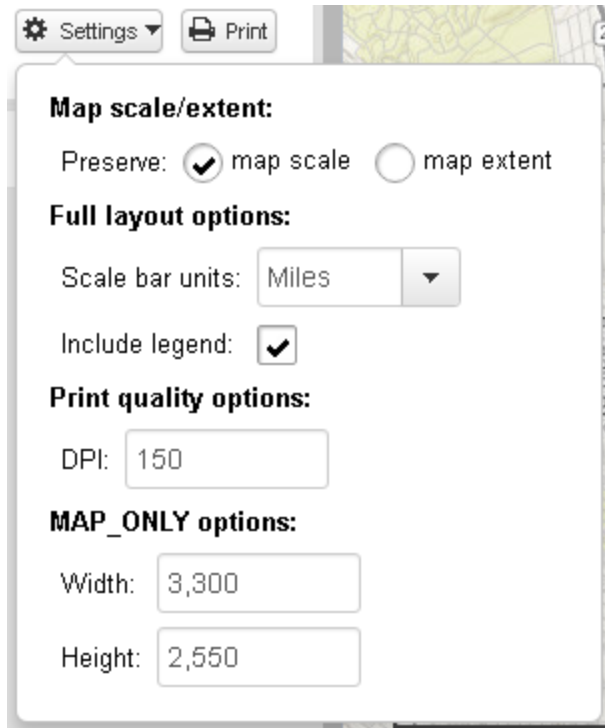 Settings Print
Map scale/extent:
Preserve: map scale map extent
Full layout options:
Scale bar units: Miles
Include legend:
Print quality options:
DPI: 150
MAP_ONLY options:
Width: 3,300
Height: 2,550